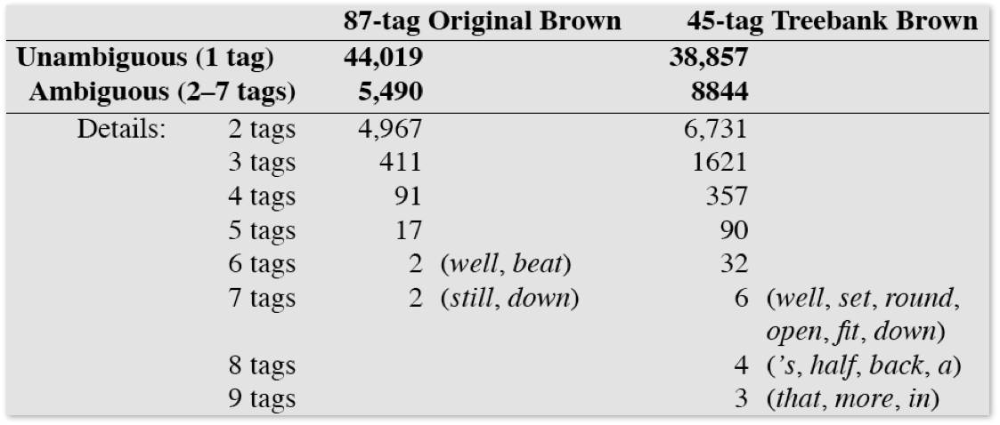 87-tag Original Brown 45-tag Treebank Brown
Unambiguous (1 tag) 44,019 38,857
Ambiguous (2–7 tags) 5,490 8844
Details: 2 tags 4,967 6,731
3 tags 411 1621
4 tags 91 357
5 tags 17 90
6 tags 2 (well, beat) 32
7 tags 2 (still, down) 6 (well, set, round,
open, fit, down)
8 tags 4 (’s, half, back, a)
9 tags 3 (that, more, in)